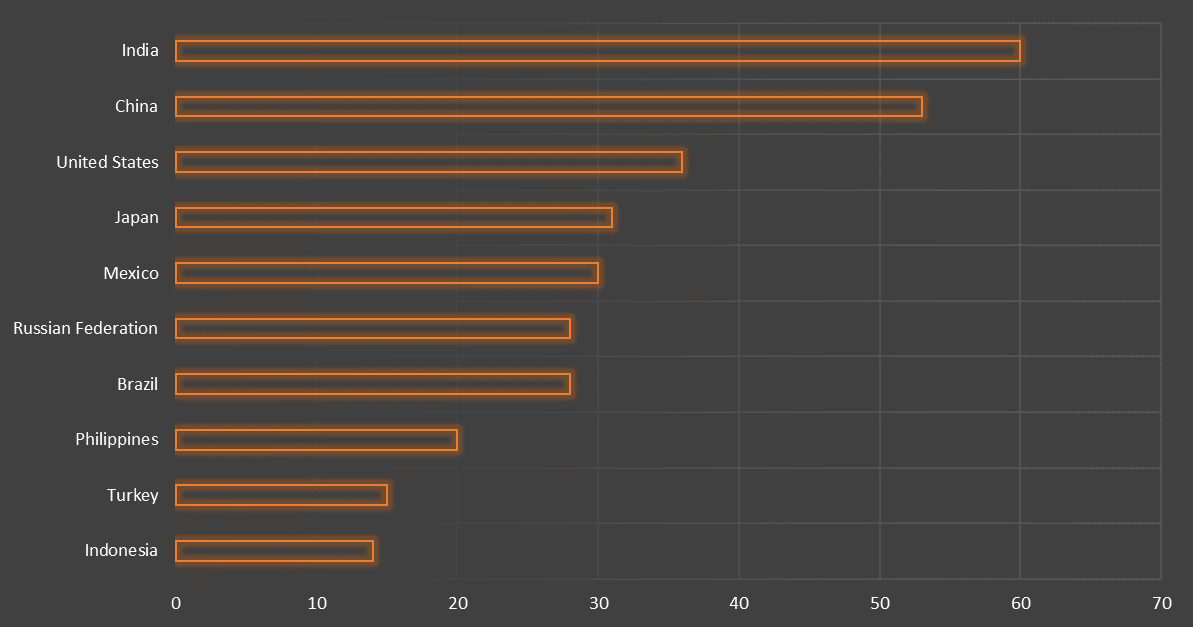 India
China
United States
Japan
Mexico
Russian Federation
Brazil
Philippines
Turkey
Indonesia
0 10 20 30 40 50 60 70